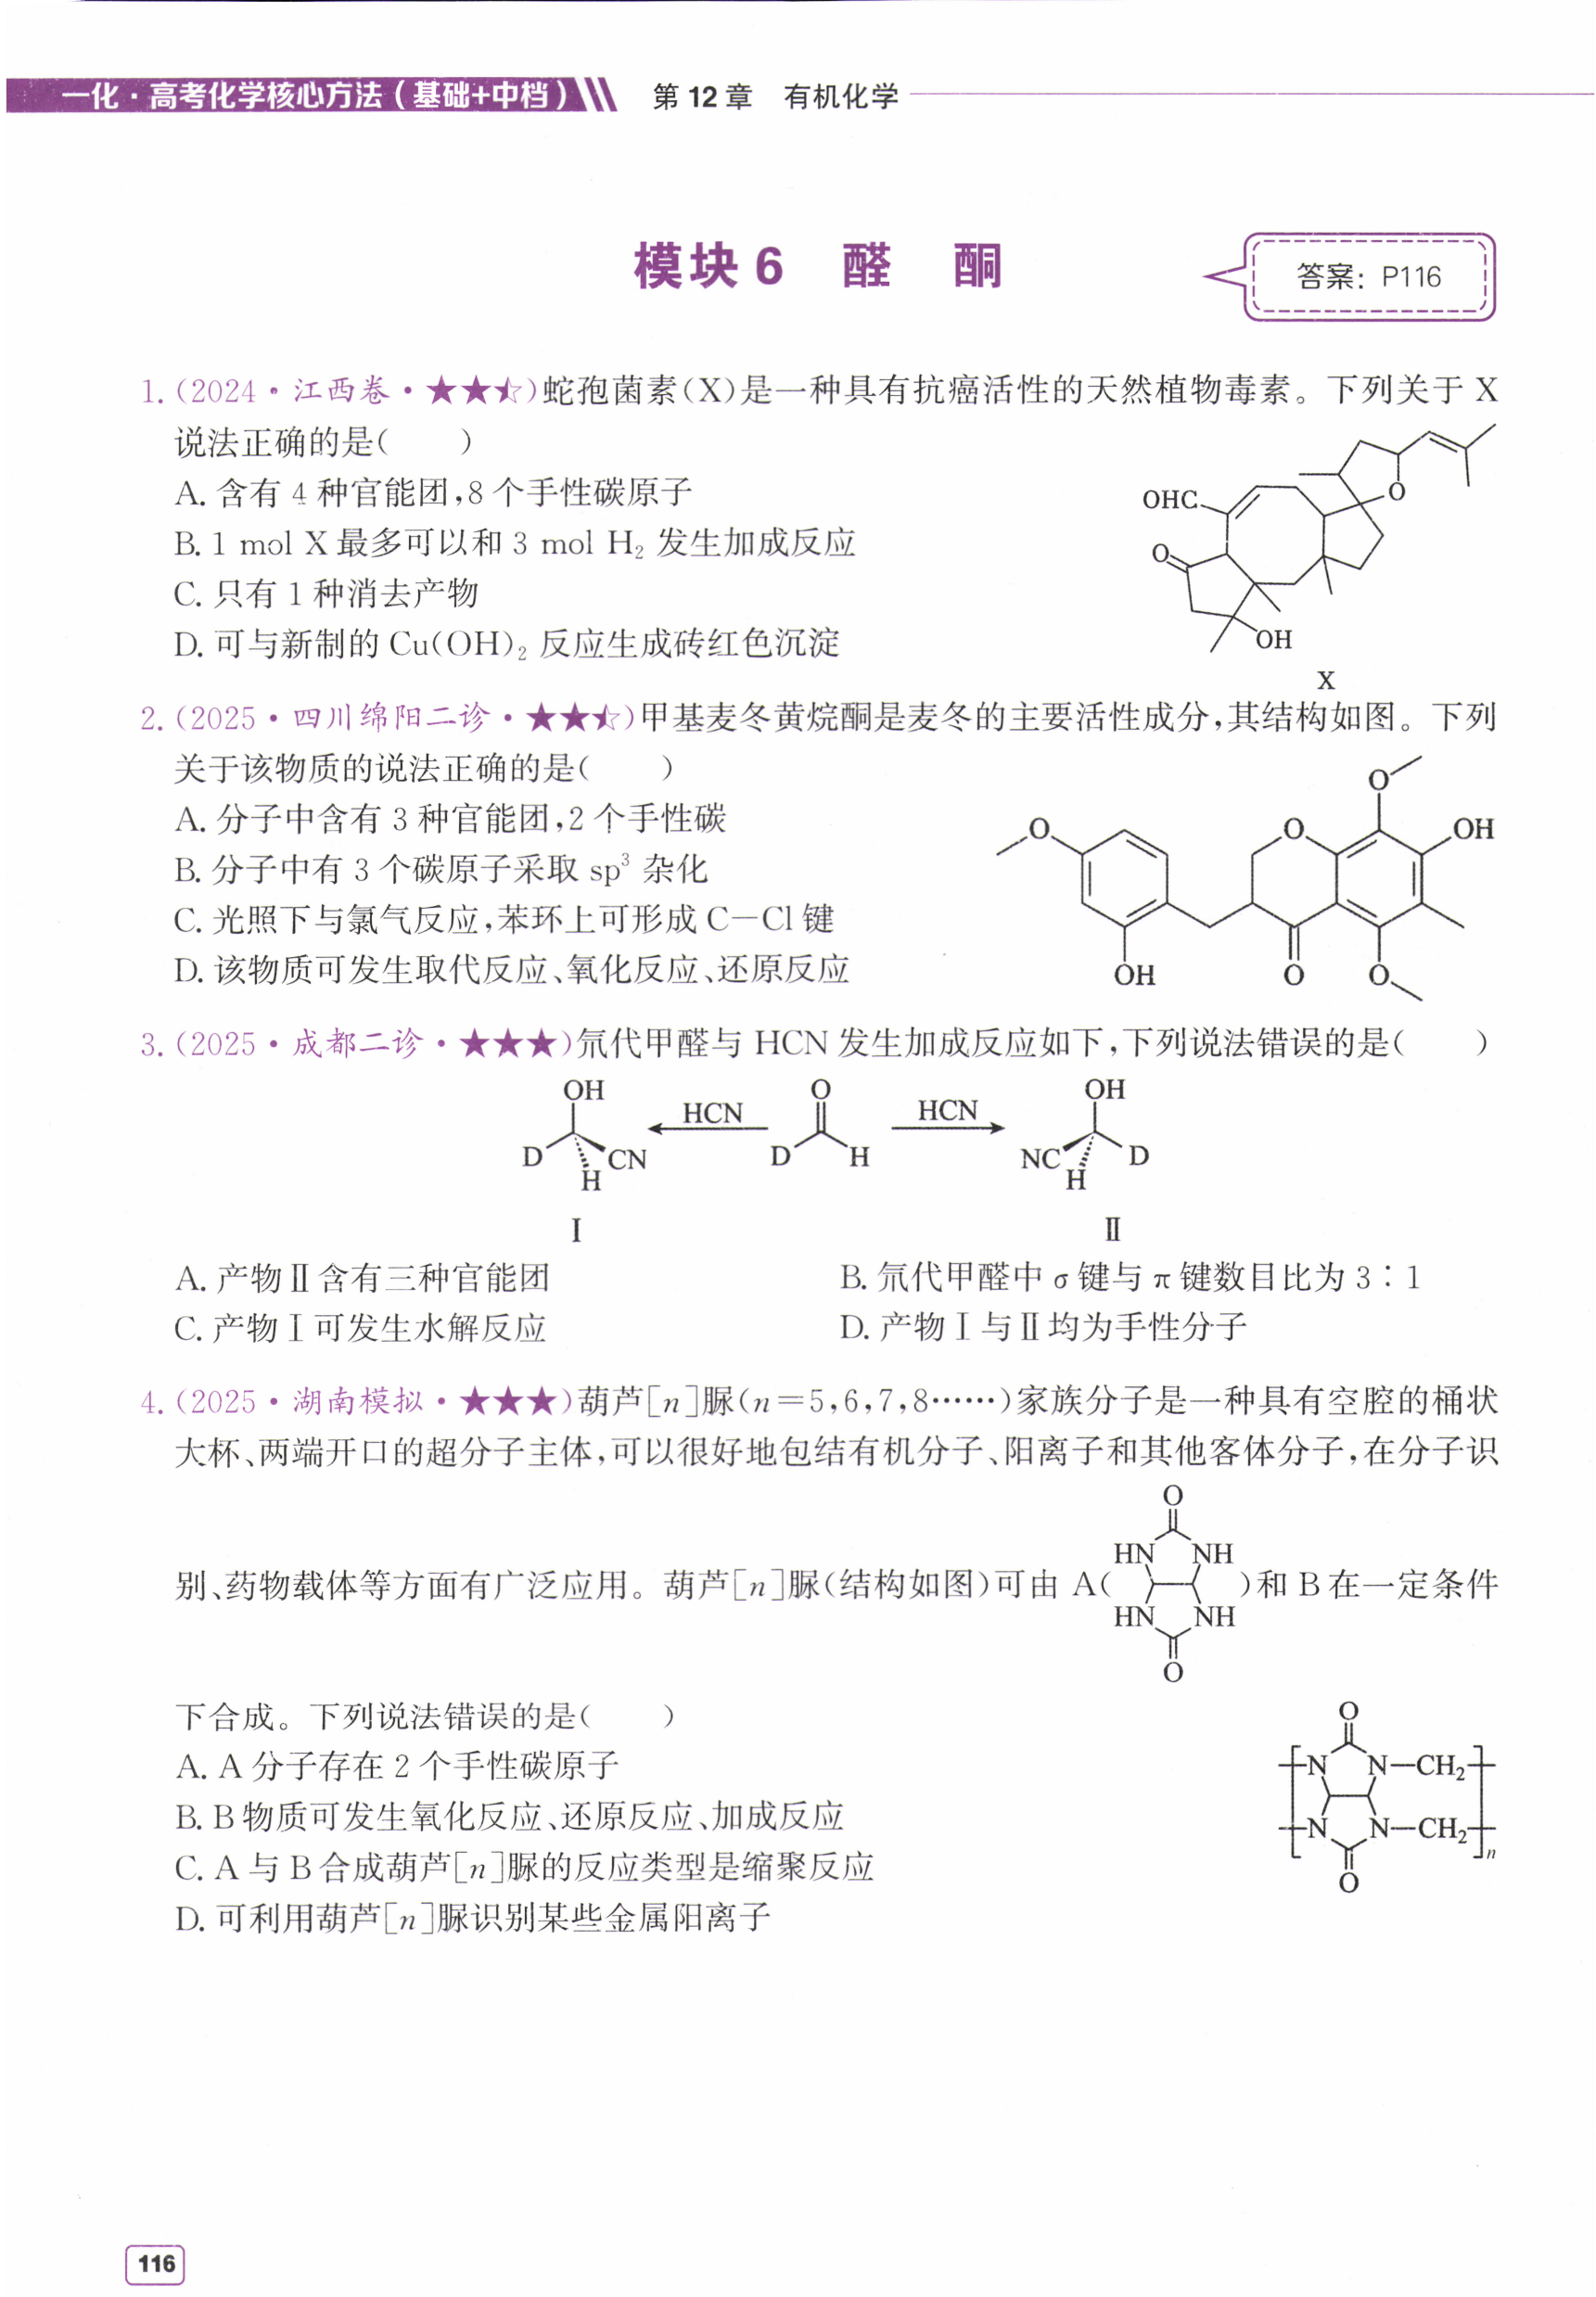 一化·高考化学核心方法（基础+中档） 第12章 有机化学
模块6 醛 酮
答案：P116
1.(2024·江西卷·★★☆)蛇孢菌素(X)是一种具有抗癌活性的天然植物毒素。下列关于 X
说法正确的是(　　)
A. 含有 4 种官能团,8 个手性碳原子
B. 1 mol X 最多可以和 3 mol H₂ 发生加成反应
C. 只有 1 种消去产物
D. 可与新制的 Cu(OH)₂ 反应生成砖红色沉淀
OHC
O
O
OH
X
2.(2025·四川绵阳二诊·★★☆)甲基麦冬黄烷酮是麦冬的主要活性成分,其结构如图。下列
关于该物质的说法正确的是(　　)
A. 分子中含有 3 种官能团,2 个手性碳
B. 分子中有 3 个碳原子采取 sp³ 杂化
C. 光照下与氯气反应,苯环上可形成 C—Cl 键
D. 该物质可发生取代反应、氧化反应、还原反应
O
O O OH
OH O O
3.(2025·成都二诊·★★★)氘代甲醛与 HCN 发生加成反应如下,下列说法错误的是(　　)
OH O OH
HCN HCN
D CN D H NC D
H H
Ⅰ Ⅱ
A. 产物Ⅱ含有三种官能团 B. 氘代甲醛中 σ 键与 π 键数目比为 3∶1
C. 产物Ⅰ可发生水解反应 D. 产物Ⅰ与Ⅱ均为手性分子
4.(2025·湖南模拟·★★★)葫芦[n]脲(n=5,6,7,8……)家族分子是一种具有空腔的桶状
大杯、两端开口的超分子主体,可以很好地包结有机分子、阳离子和其他客体分子,在分子识
O
HN NH
别、药物载体等方面有广泛应用。葫芦[n]脲(结构如图)可由 A( )和 B 在一定条件
HN NH
O
下合成。下列说法错误的是(　　)
A. A 分子存在 2 个手性碳原子
B. B 物质可发生氧化反应、还原反应、加成反应
C. A 与 B 合成葫芦[n]脲的反应类型是缩聚反应
D. 可利用葫芦[n]脲识别某些金属阳离子
O
N N—CH₂
N N—CH₂
n
O
116